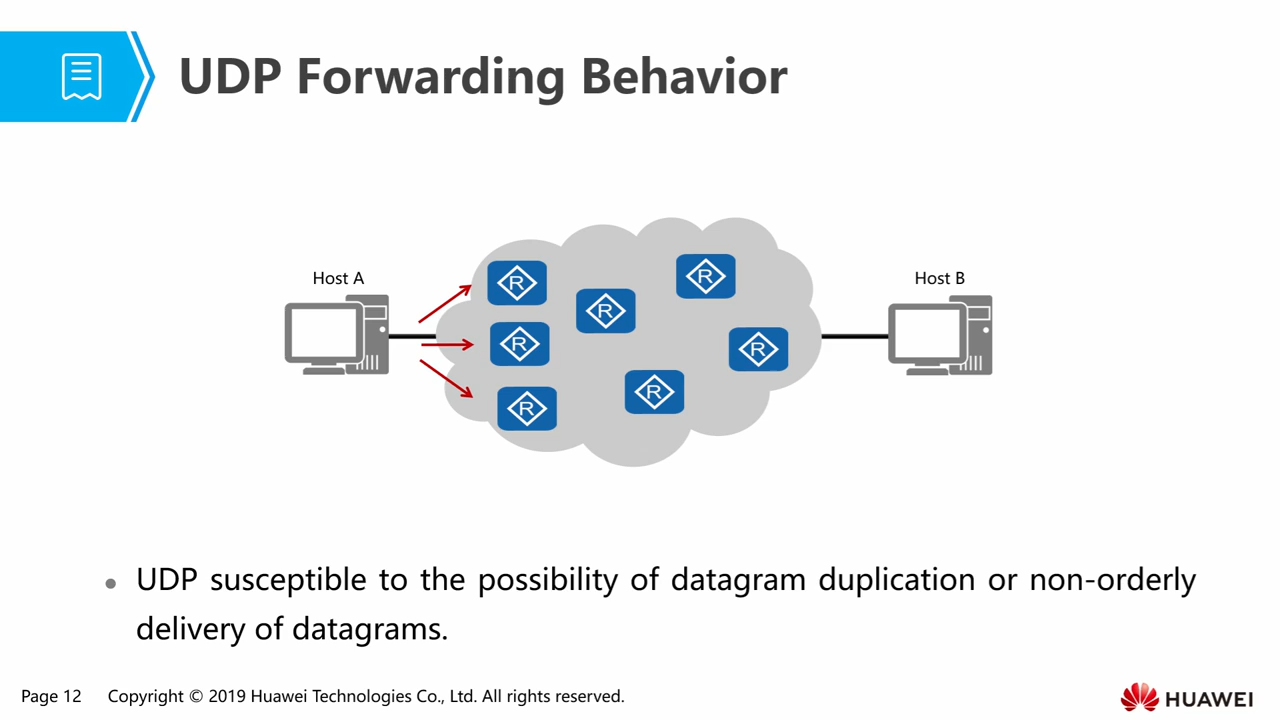 UDP Forwarding Behavior
Host A
Host B
R
R
R
R
R
R
R
• UDP susceptible to the possibility of datagram duplication or non-orderly
delivery of datagrams.
Page 12 Copyright © 2019 Huawei Technologies Co., Ltd. All rights reserved.
HUAWEI